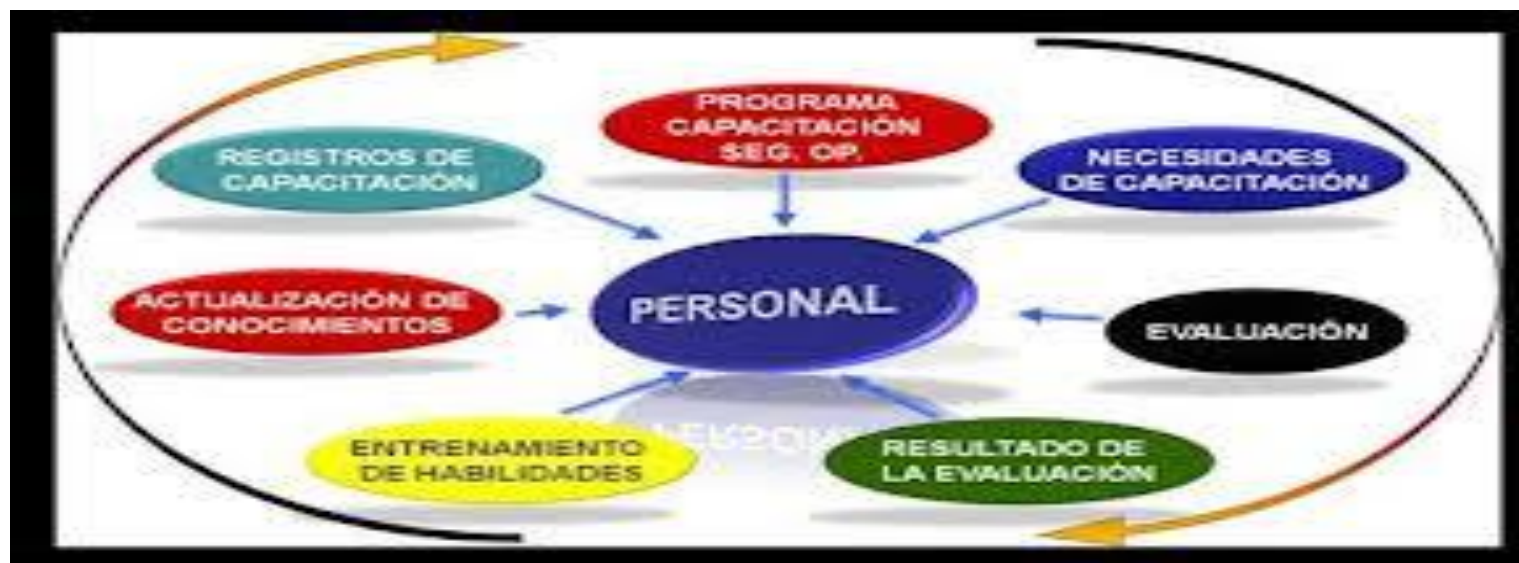 PROGRAMA
CAPACITACIÓN
SEG. OP.
REGISTROS DE
CAPACITACIÓN
NECESIDADES
DE CAPACITACIÓN
ACTUALIZACIÓN DE
CONOCIMIENTOS
PERSONAL
EVALUACIÓN
ENTRENAMIENTO
DE HABILIDADES
RESULTADO DE
LA EVALUACIÓN